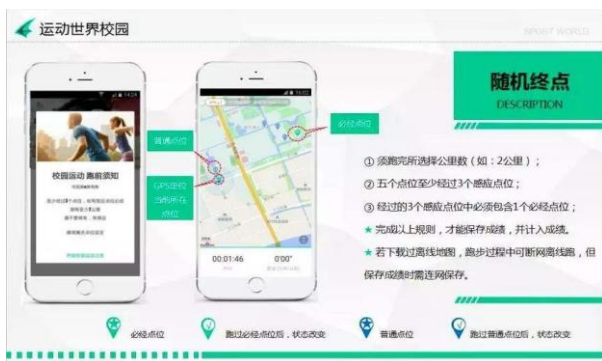 运动世界校园
SPORT WORLD
随机终点
DESCRIPTION
14:24
校园运动 跑前须知
16:02
普通点位
必经点位
GPS定位
当前所在
点位
00:01:46
0'00"
① 须跑完所选择公里数（如：2公里）；
② 五个点位至少经过3个感应点位；
③ 经过的3个感应点位中必须包含1个必经点位；
★ 完成以上规则，才能保存成绩，并计入成绩。
★ 若下载过离线地图，跑步过程中可断网离线跑，但
保存成绩时需连网保存。
必经点位
跑过必经点位后，状态改变
普通点位
跑过普通点位后，状态改变